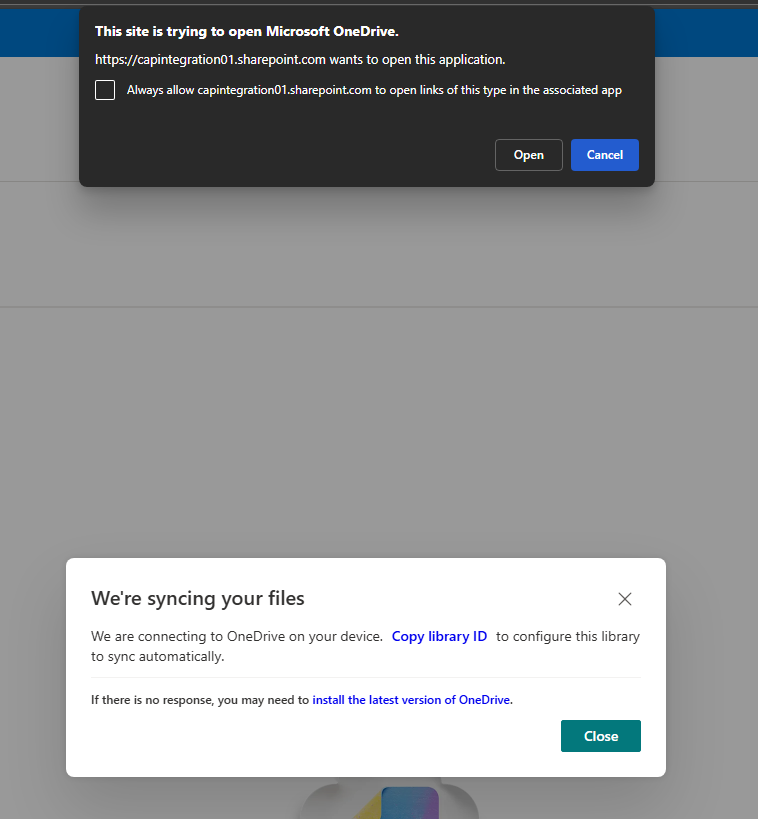 This site is trying to open Microsoft OneDrive.
https://capintegration01.sharepoint.com wants to open this application.
Always allow capintegration01.sharepoint.com to open links of this type in the associated app
Open
Cancel
We're syncing your files
We are connecting to OneDrive on your device. Copy library ID to configure this library
to sync automatically.
If there is no response, you may need to install the latest version of OneDrive.
Close